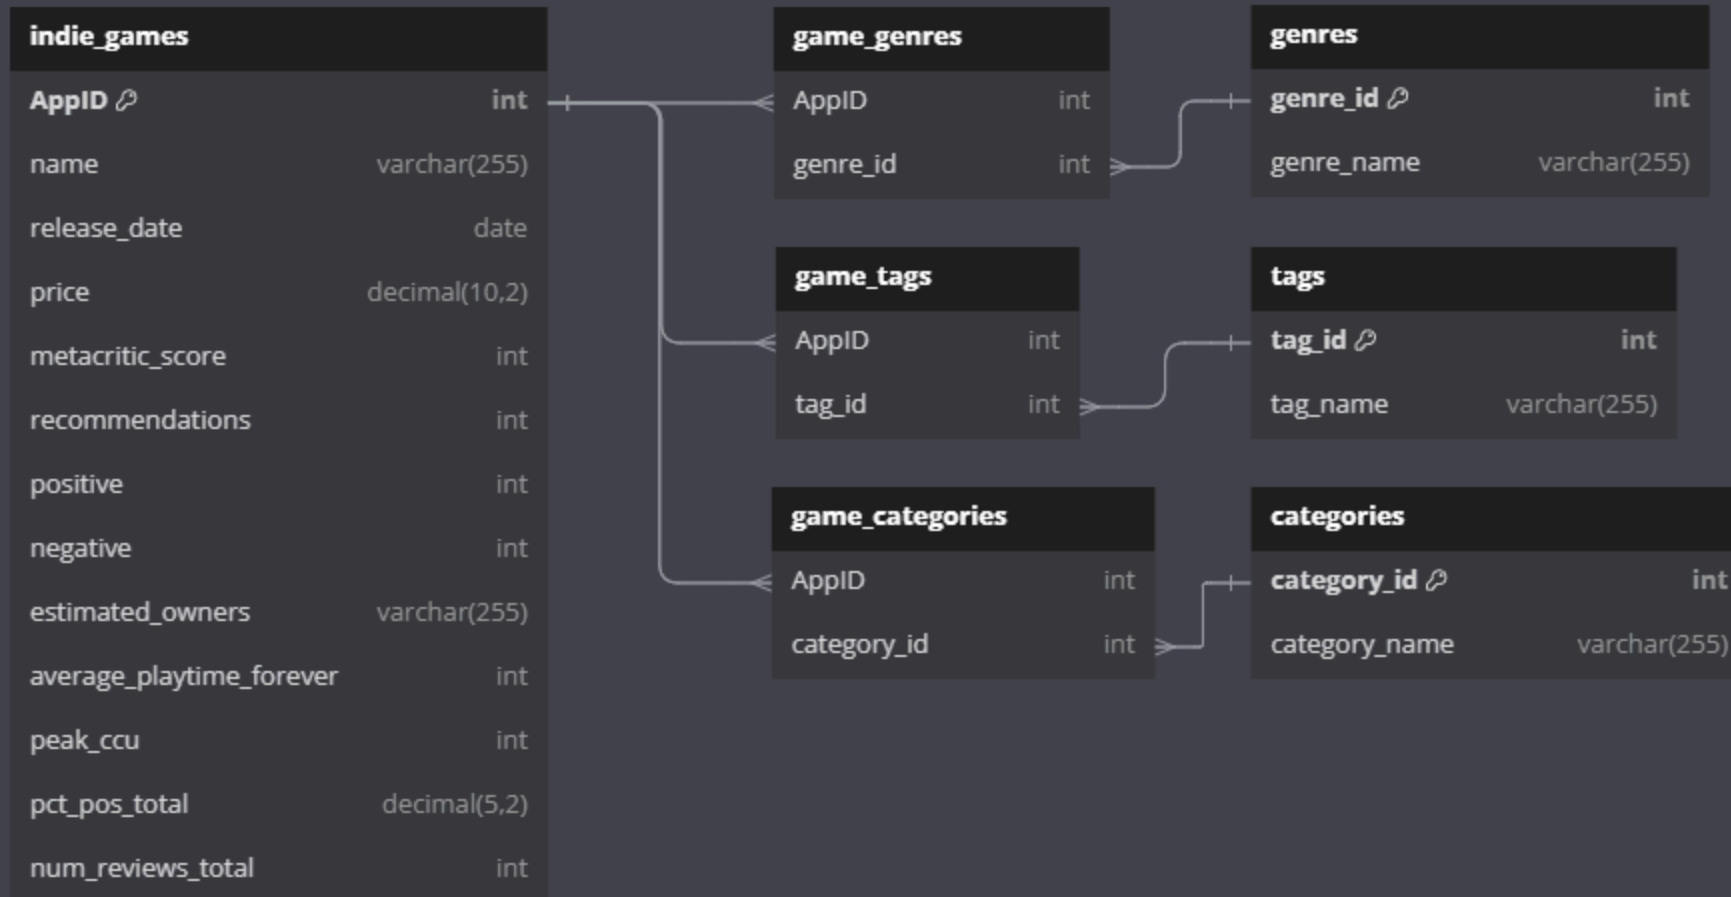 indie_games
AppID int
name varchar(255)
release_date date
price decimal(10,2)
metacritic_score int
recommendations int
positive int
negative int
estimated_owners varchar(255)
average_playtime_forever int
peak_ccu int
pct_pos_total decimal(5,2)
num_reviews_total int
game_genres
AppID int
genre_id int
genres
genre_id int
genre_name varchar(255)
game_tags
AppID int
tag_id int
tags
tag_id int
tag_name varchar(255)
game_categories
AppID int
category_id int
categories
category_id int
category_name varchar(255)